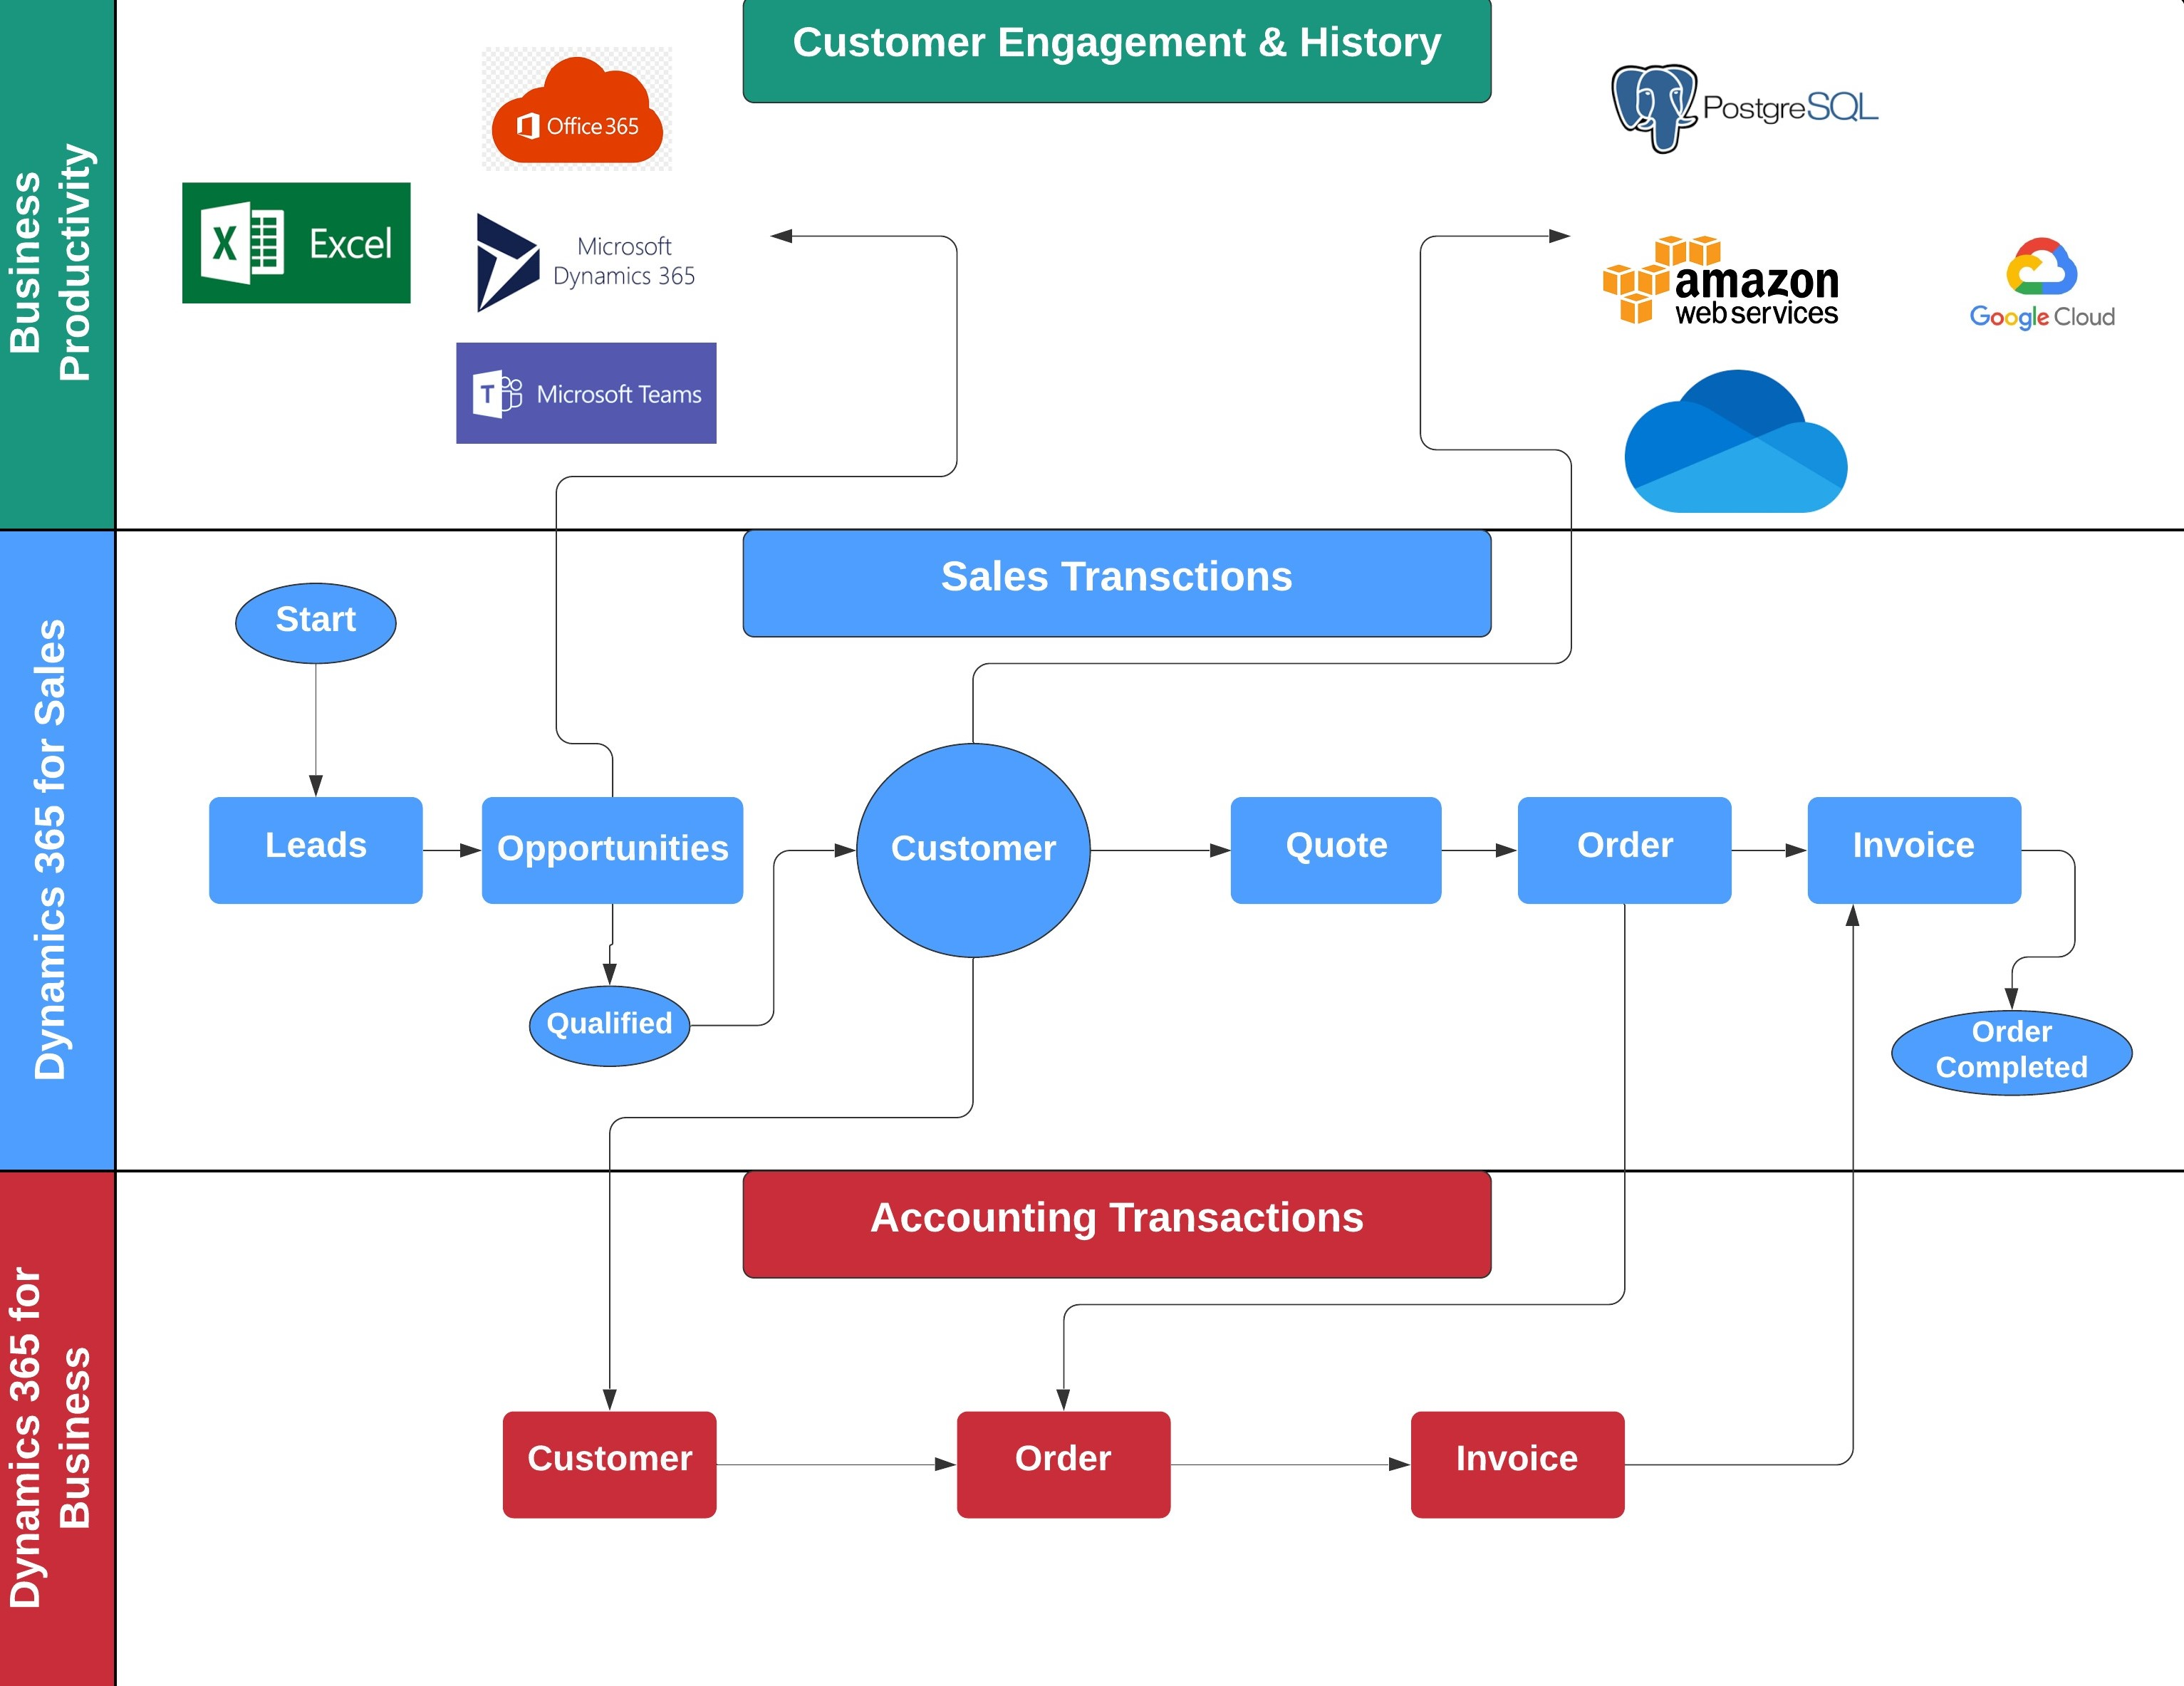 Customer Engagement & History
Business
Productivity
Office 365
Excel
Microsoft
Dynamics 365
T
Microsoft Teams
PostgreSQL
amazon
webservices
Google Cloud
Dynamics 365 for Sales
Sales Transctions
Start
Leads
Opportunities
Customer
Quote
Order
Invoice
Qualified
Order
Completed
Dynamics 365 for
Business
Accounting Transactions
Customer
Order
Invoice